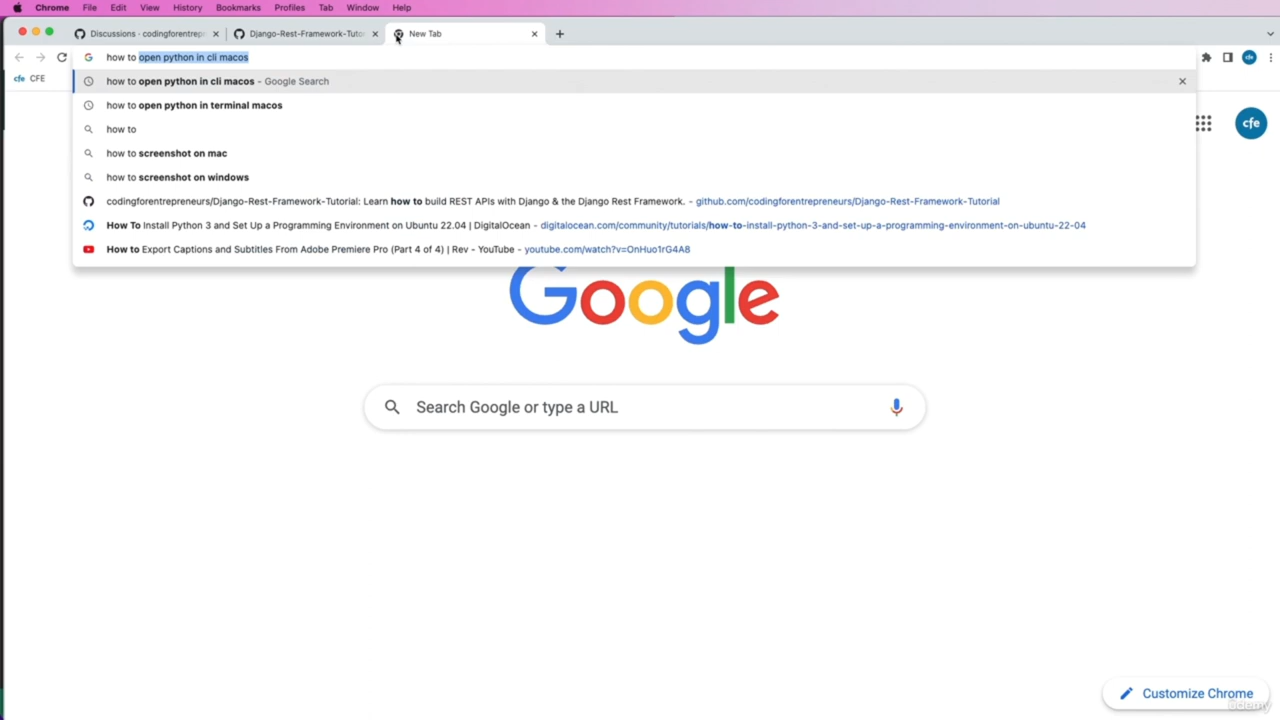 Chrome File Edit View History Bookmarks Profiles Tab Window Help
Discussions · codingforentrepr
Django-Rest-Framework-Tutor
New Tab
how to open python in cli macos
cfe CFE
how to open python in cli macos - Google Search
how to open python in terminal macos
how to
how to screenshot on mac
how to screenshot on windows
codingforentrepreneurs/Django-Rest-Framework-Tutorial: Learn how to build REST APIs with Django & the Django Rest Framework. - github.com/codingforentrepreneurs/Django-Rest-Framework-Tutorial
How To Install Python 3 and Set Up a Programming Environment on Ubuntu 22.04 | DigitalOcean - digitalocean.com/community/tutorials/how-to-install-python-3-and-set-up-a-programming-environment-on-ubuntu-22-04
How to Export Captions and Subtitles From Adobe Premiere Pro (Part 4 of 4) | Rev - YouTube - youtube.com/watch?v=OnHuo1rG4A8
cfe
cfe
Google
Search Google or type a URL
Customize Chrome
ûdemy